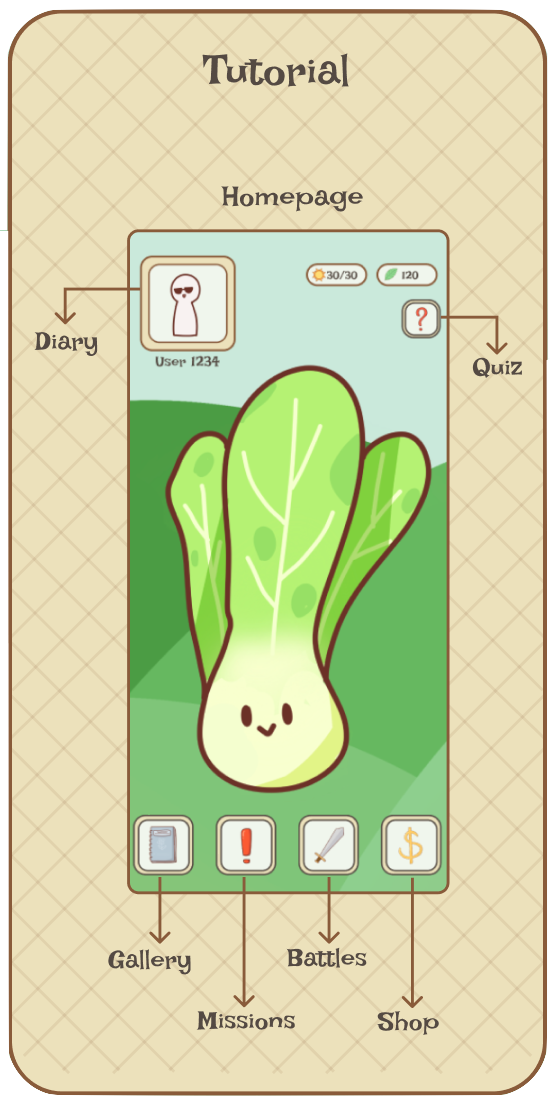 Tutorial
Homepage
30/30
120
?
Diary
User 1234
Quiz
!
$
Gallery
Battles
Missions
Shop